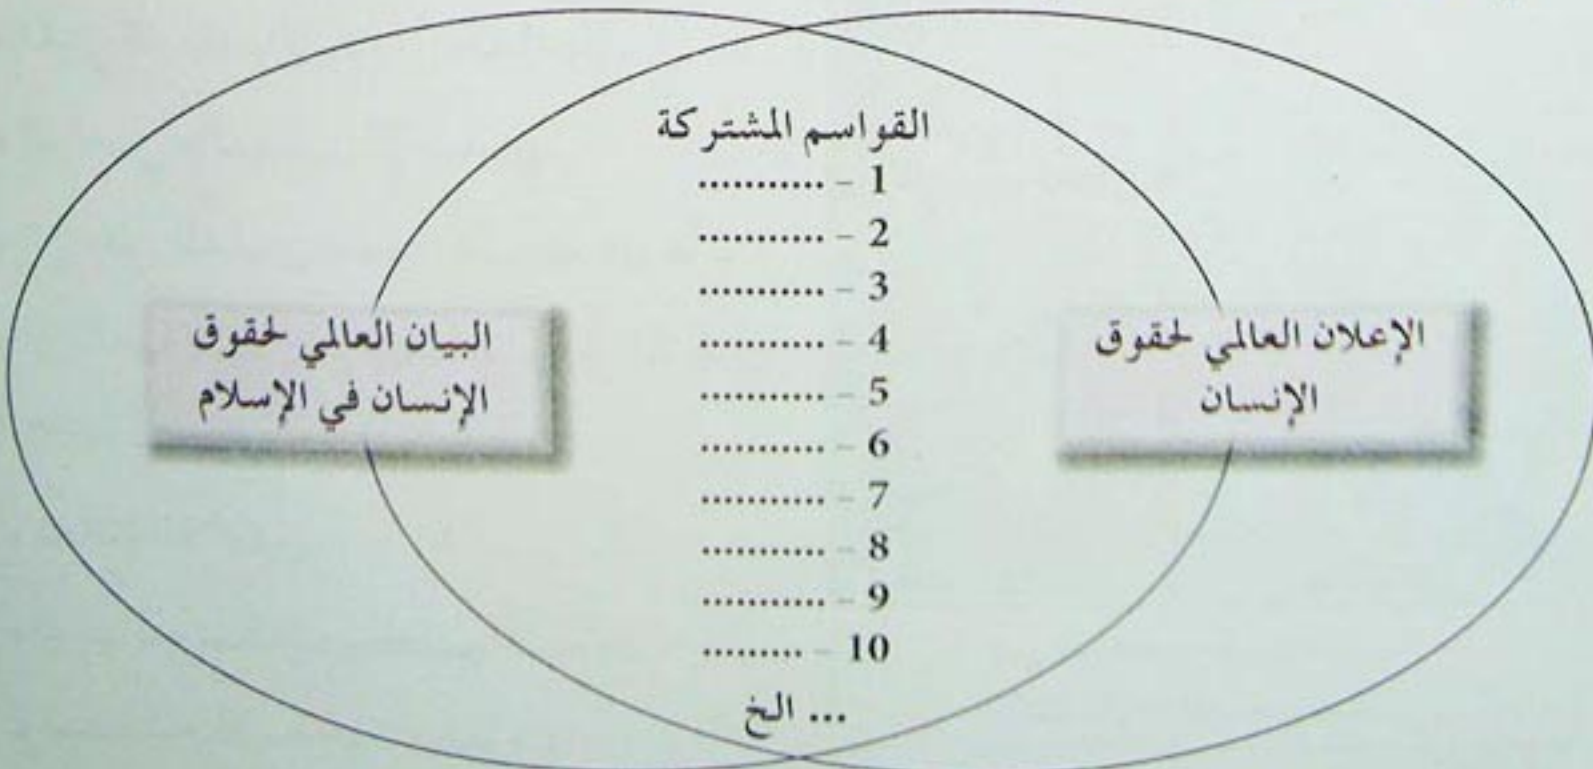 القواسم المشتركة
1 - ...........
2 - ...........
3 - ...........
4 - ...........
5 - ...........
6 - ...........
7 - ...........
8 - ...........
9 - ...........
10 - .........
... الخ
الإعلان العالمي لحقوق
الإنسان
البيان العالمي لحقوق
الإنسان في الإسلام